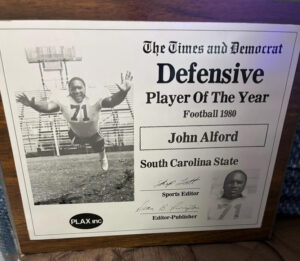 The Times and Democrat
Defensive
Player Of The Year
Football 1980
John Alford
South Carolina State
Sports Editor
Editor-Publisher
PLAX inc
71
71